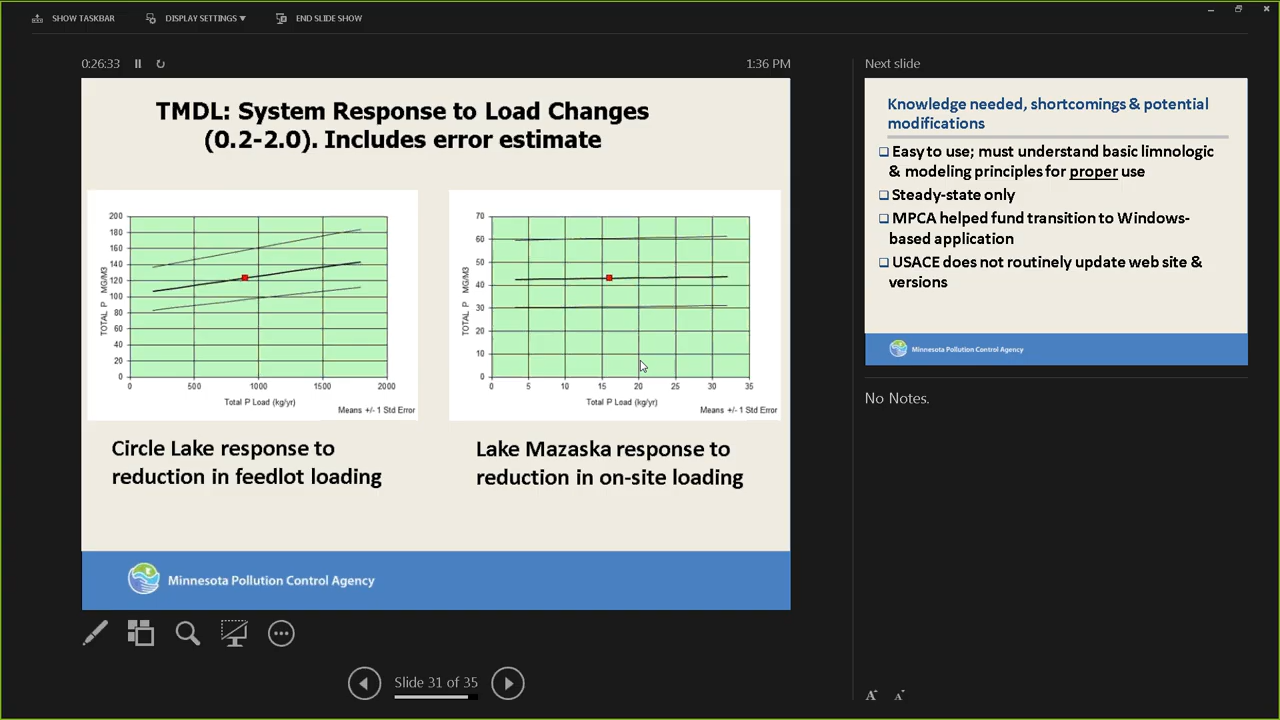 SHOW TASKBAR
DISPLAY SETTINGS ▼
END SLIDE SHOW
0:26:33
1:36 PM
TMDL: System Response to Load Changes
(0.2-2.0). Includes error estimate
TOTAL P MG/M3
200
180
160
140
120
100
80
60
40
20
0
0 500 1000 1500 2000
Total P Load (kg/yr)
Means +/- 1 Std Error
TOTAL P MG/M3
70
60
50
40
30
20
10
0
0 5 10 15 20 25 30 35
Total P Load (kg/yr)
Means +/- 1 Std Error
Circle Lake response to
reduction in feedlot loading
Lake Mazaska response to
reduction in on-site loading
Minnesota Pollution Control Agency
Slide 31 of 35
Next slide
Knowledge needed, shortcomings & potential
modifications
Easy to use; must understand basic limnologic
& modeling principles for proper use
Steady-state only
MPCA helped fund transition to Windows-
based application
USACE does not routinely update web site &
versions
Minnesota Pollution Control Agency
No Notes.
A A